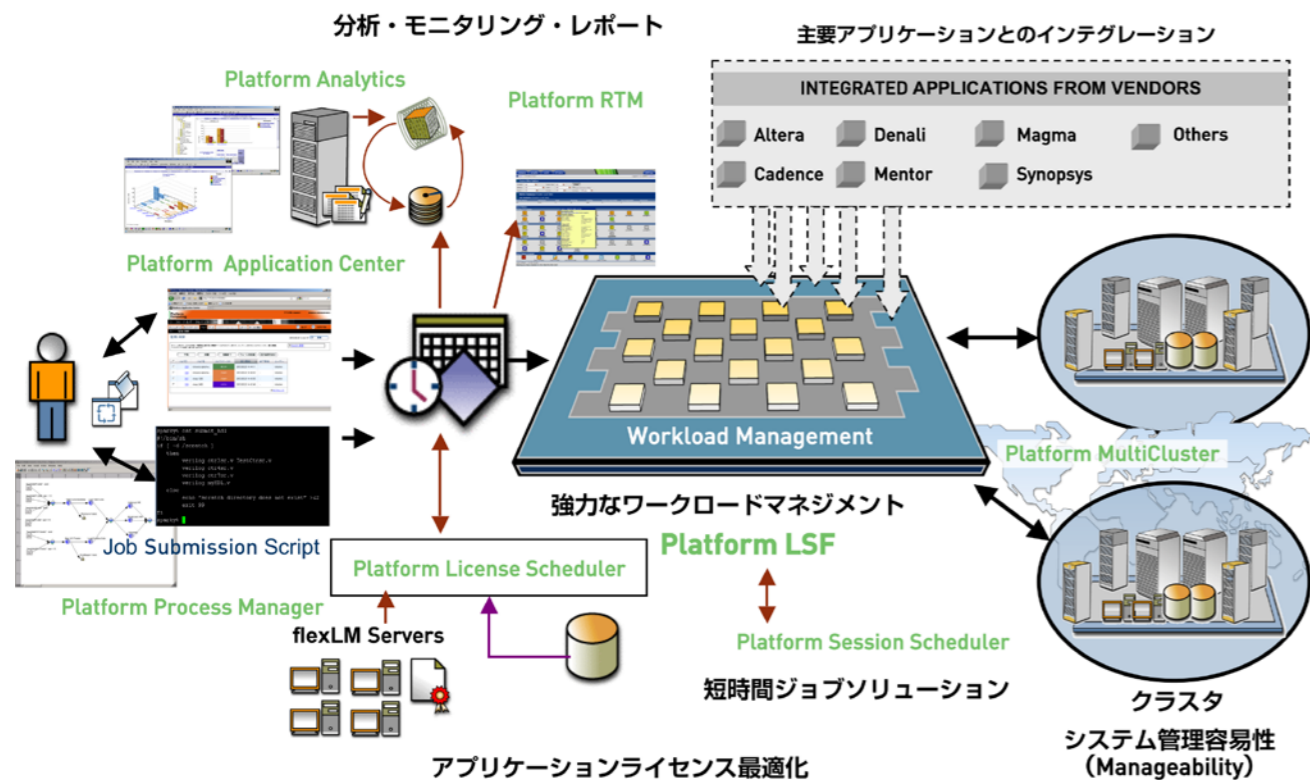 分析・モニタリング・レポート
主要アプリケーションとのインテグレーション
Platform Analytics
Platform RTM
INTEGRATED APPLICATIONS FROM VENDORS
Altera
Denali
Magma
Others
Cadence
Mentor
Synopsys
Platform Application Center
Workload Management
Platform MultiCluster
強力なワークロードマネジメント
Job Submission Script
Platform LSF
Platform License Scheduler
Platform Process Manager
flexLM Servers
Platform Session Scheduler
短時間ジョブソリューション
クラスタ
システム管理容易性
（Manageability）
アプリケーションライセンス最適化